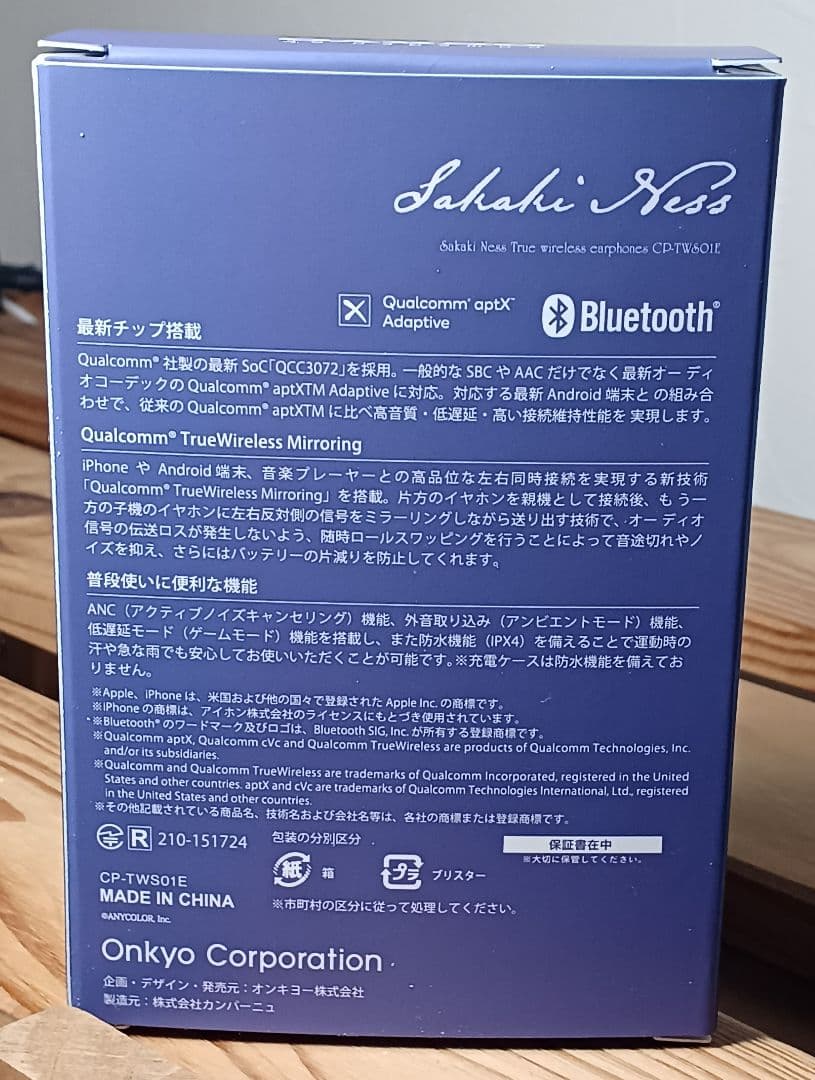 Sakaki Ness
Sakaki Ness True wireless earphones CP-TWS01E
Qualcomm® aptX™
Adaptive
Bluetooth®
最新チップ搭載
Qualcomm® 社製の最新 SoC「QCC3072」を採用。一般的な SBC や AAC だけでなく最新オー ディ
オコーデックの Qualcomm® aptXTM Adaptive に対応。対応する最新 Android 端末と の組み合
わせで、従来の Qualcomm® aptXTM に比べ高音質・低遅延・高い接続維持性能を 実現します。
Qualcomm® TrueWireless Mirroring
iPhone や Android 端末、音楽プレーヤーとの高品位な左右同時接続を実現する新技術
「Qualcomm® TrueWireless Mirroring」を搭載。片方のイヤホンを親機として接続後、も う一
方の子機のイヤホンに左右反対側の信号をミラーリングしながら送り出す技術で、オー ディオ
信号の伝送ロスが発生しないよう、随時ロールスワッピングを行うことによって音途切れやノ
イズを抑え、さらにはバッテリーの片減りを防止してくれます。
普段使いに便利な機能
ANC（アクティブノイズキャンセリング）機能、外音取り込み（アンビエントモード）機能、
低遅延モード（ゲームモード）機能を搭載し、また防水機能（IPX4）を備えることで運動時の
汗や急な雨でも安心してお使いいただくことが可能です。※充電ケースは防水機能を備えてお
りません。
※Apple、iPhone は、米国および他の国々で登録された Apple Inc. の商標です。
※iPhone の商標は、アイホン株式会社のライセンスにもとづき使用されています。
※Bluetooth® のワードマーク及びロゴは、Bluetooth SIG, Inc. が所有する登録商標です。
※Qualcomm aptX, Qualcomm cVc and Qualcomm TrueWireless are products of Qualcomm Technologies, Inc.
and/or its subsidiaries.
※Qualcomm and Qualcomm TrueWireless are trademarks of Qualcomm Incorporated, registered in the United
States and other countries. aptX and cVc are trademarks of Qualcomm Technologies International, Ltd., registered
in the United States and other countries.
※その他記載されている商品名、技術名および会社名等は、各社の商標または登録商標です。
R 210-151724
包装の分別区分
紙 箱
プラ ブリスター
※市町村の区分に従って処理してください。
保証書在中
※大切に保管してください。
CP-TWS01E
MADE IN CHINA
©ANYCOLOR, Inc.
Onkyo Corporation
企画・デザイン・発売元：オンキヨー株式会社
製造元：株式会社カンパーニュ